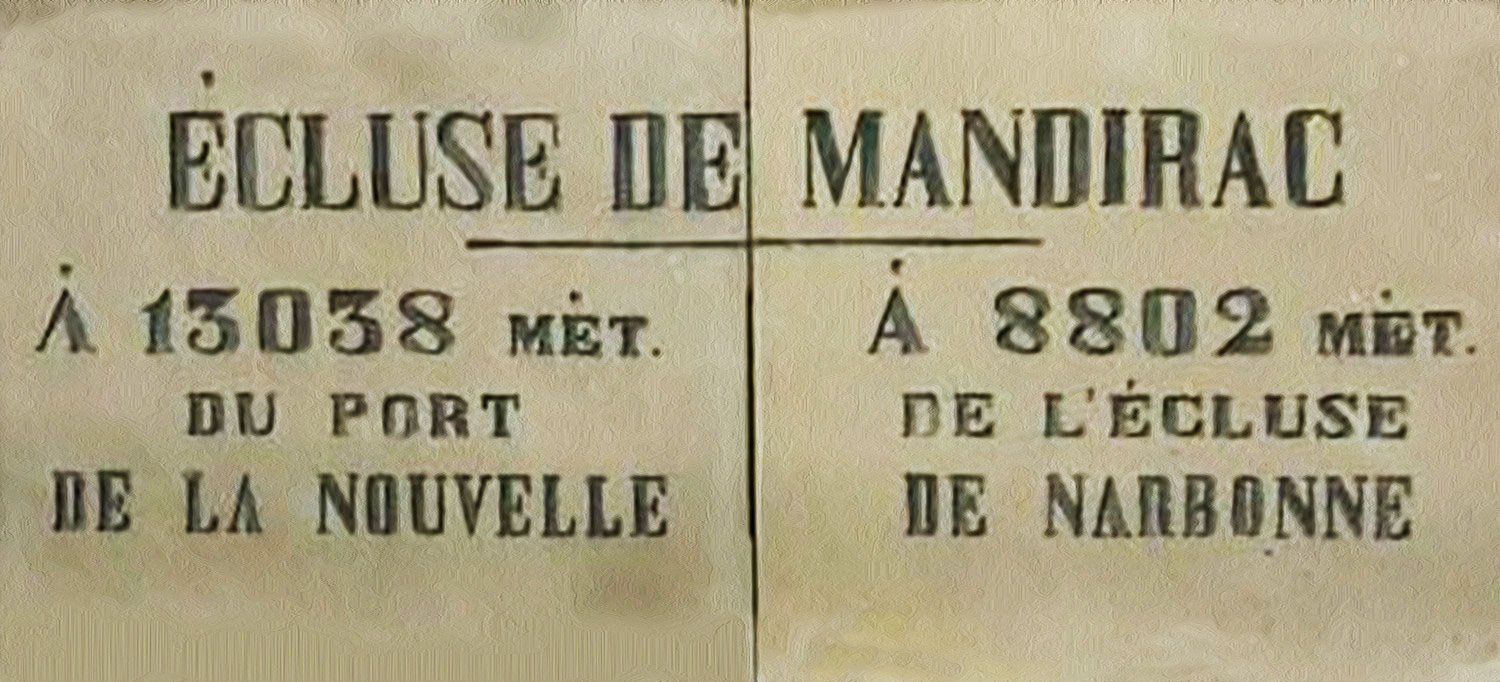 ÉCLUSE DE MANDIRAC
À 13038 MÈT.
DU PORT
DE LA NOUVELLE
À 8802 MÈT.
DE L'ÉCLUSE
DE NARBONNE